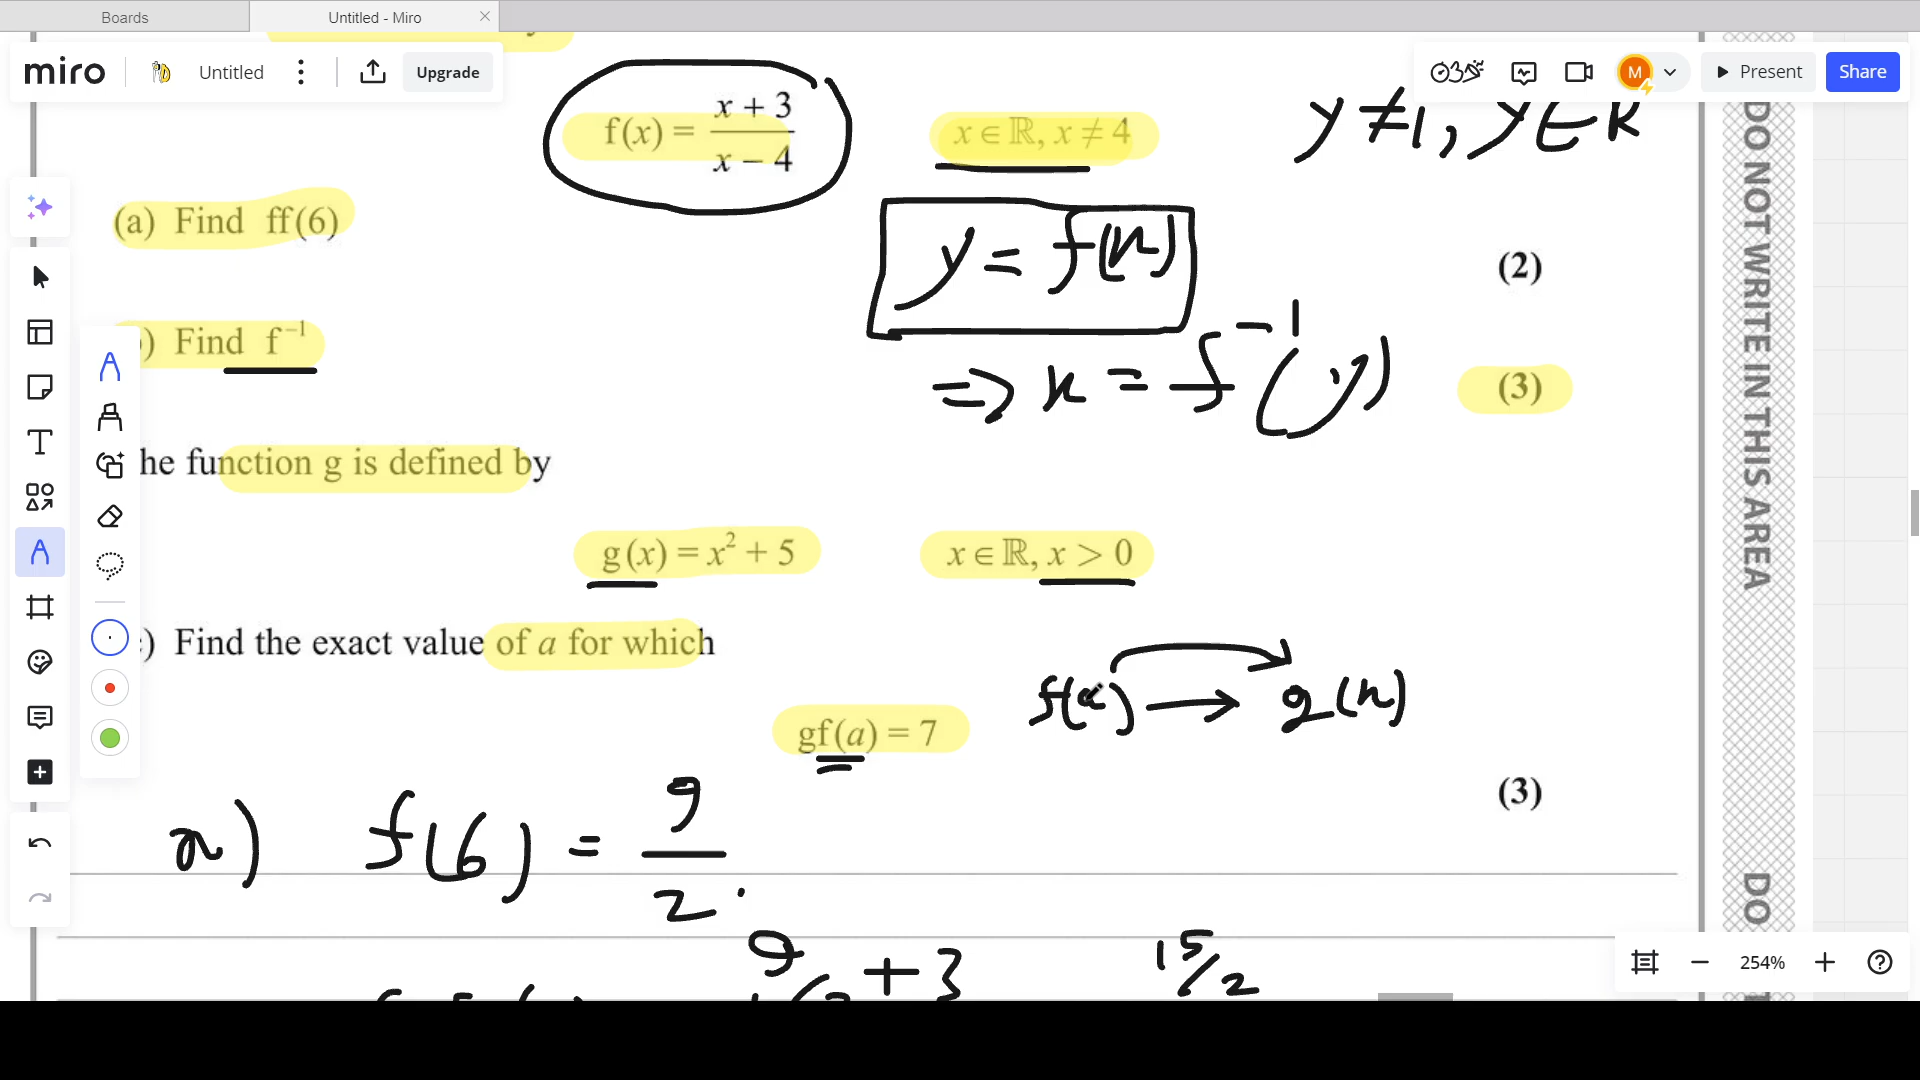 Boards
Untitled - Miro
miro
Untitled
Upgrade
M
Present
Share
f(x) = \frac{x + 3}{x - 4}
x ∈ ℝ, x ≠ 4
y ≠ 1, y ∈ R
(a) Find ff(6)
(2)
y = f(x)
) Find f⁻¹
(3)
=> x = f⁻¹(y)
he function g is defined by
g(x) = x² + 5
x ∈ ℝ, x > 0
) Find the exact value of a for which
f(a) → g(x)
gf(a) = 7
(3)
a) f(6) = \frac{9}{2}.
9/2 + 3
15/2
DO NOT WRITE IN THIS AREA
DO
254%